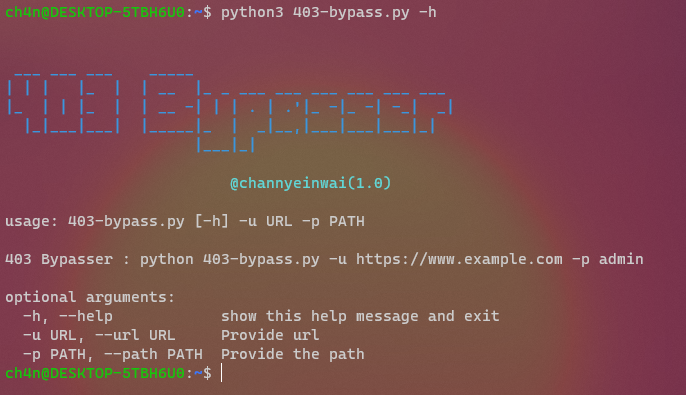 ch4n@DESKTOP-5TBH6U0:~$ python3 403-bypass.py -h
403 Bypasser
@channyeinwai(1.0)
usage: 403-bypass.py [-h] -u URL -p PATH
403 Bypasser : python 403-bypass.py -u https://www.example.com -p admin
optional arguments:
-h, --help show this help message and exit
-u URL, --url URL Provide url
-p PATH, --path PATH Provide the path
ch4n@DESKTOP-5TBH6U0:~$